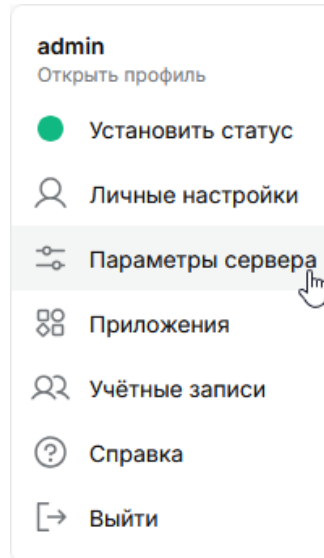 admin
Открыть профиль
Установить статус
Личные настройки
Параметры сервера
Приложения
Учётные записи
Справка
Выйти